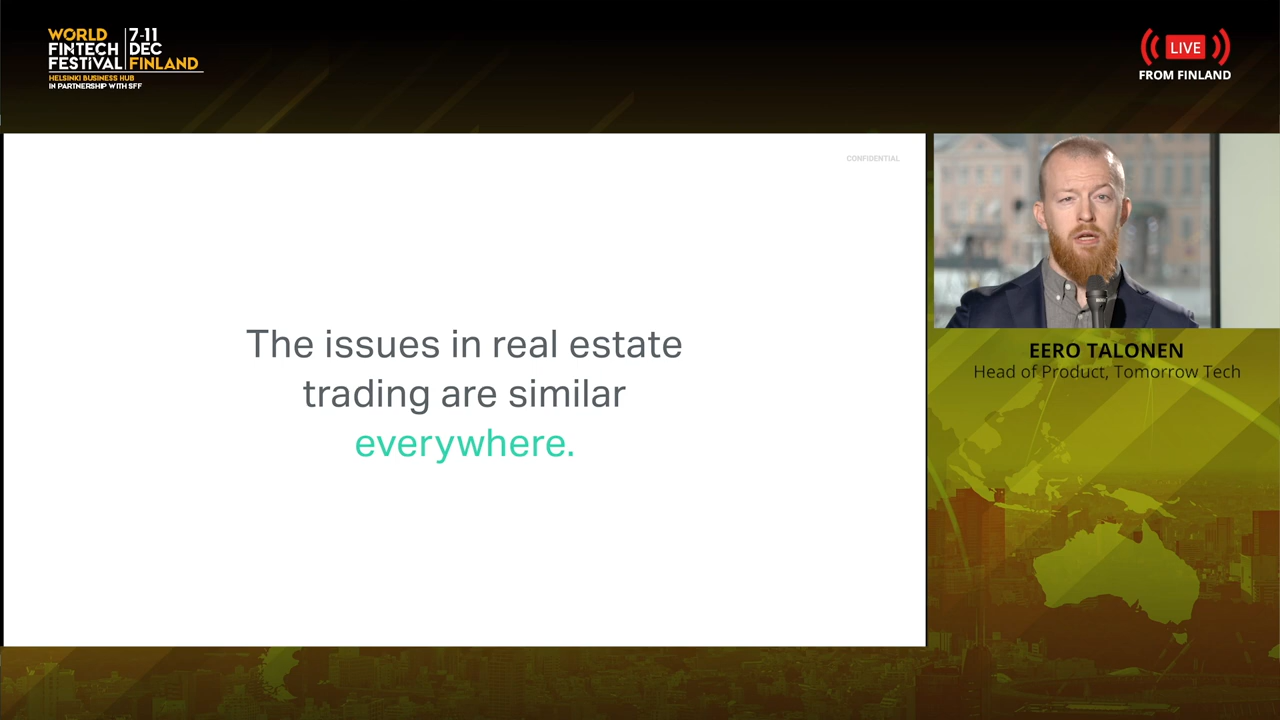 WORLD
FINTECH
FESTIVAL
7-11
DEC
FINLAND
HELSINKI BUSINESS HUB
IN PARTNERSHIP WITH SFF
LIVE
FROM FINLAND
CONFIDENTIAL
The issues in real estate
trading are similar
everywhere.
EERO TALONEN
Head of Product, Tomorrow Tech